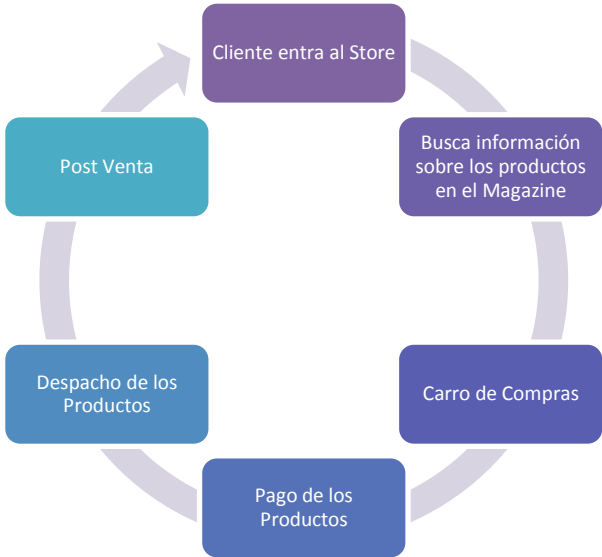 Cliente entra al Store
Busca información
sobre los productos
en el Magazine
Carro de Compras
Pago de los
Productos
Despacho de los
Productos
Post Venta